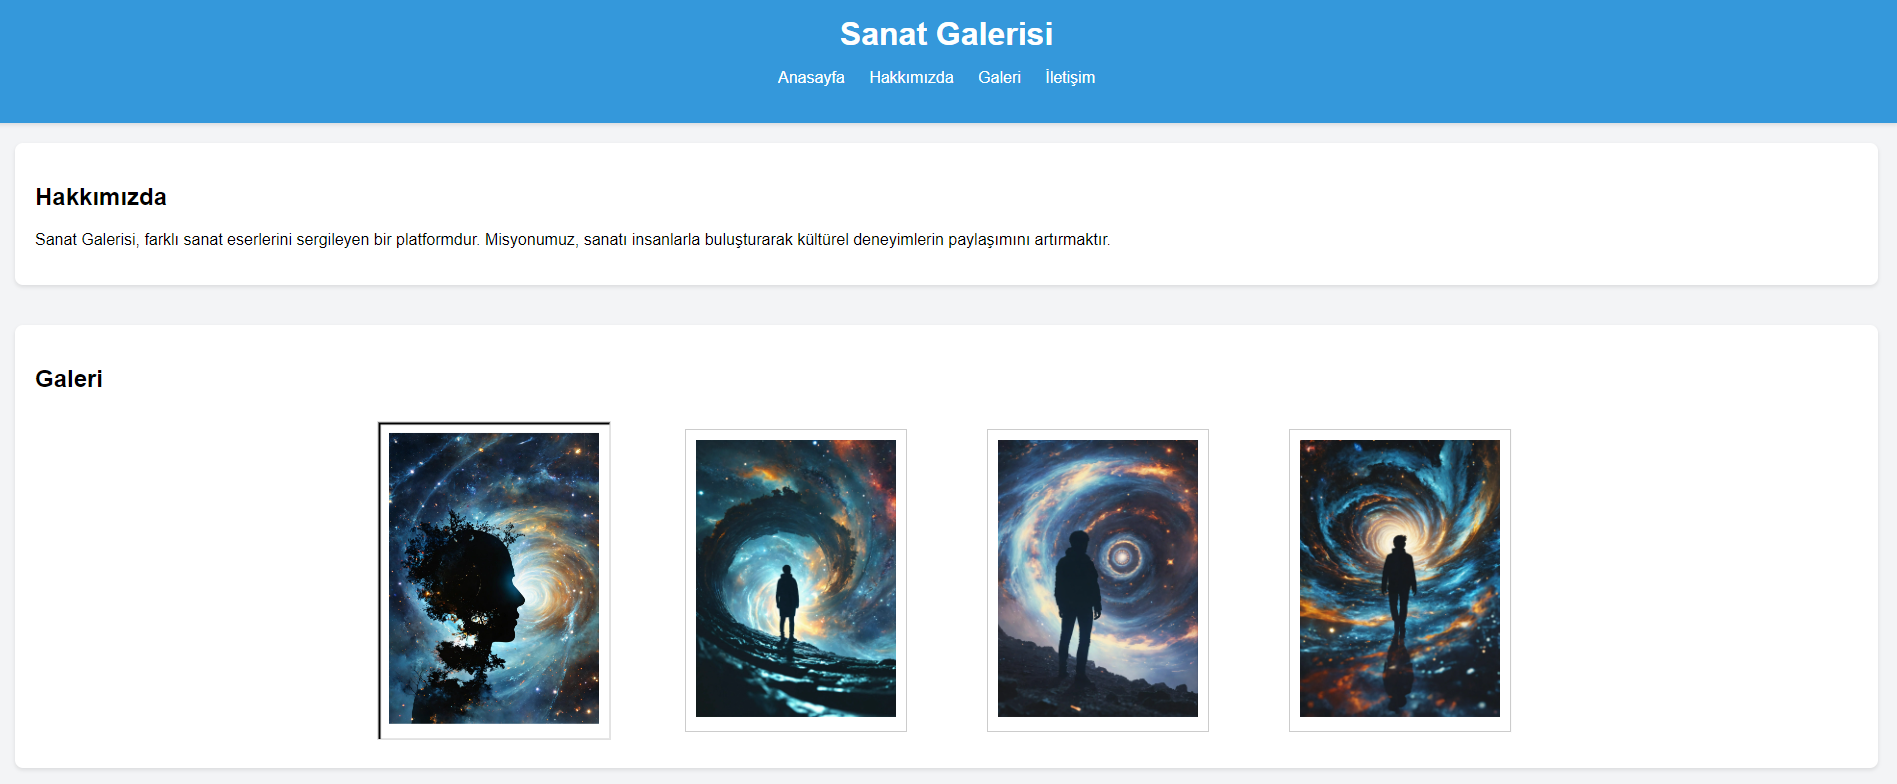 Sanat Galerisi
Anasayfa Hakkımızda Galeri İletişim
Hakkımızda
Sanat Galerisi, farklı sanat eserlerini sergileyen bir platformdur. Misyonumuz, sanatı insanlarla buluşturarak kültürel deneyimlerin paylaşımını artırmaktır.
Galeri